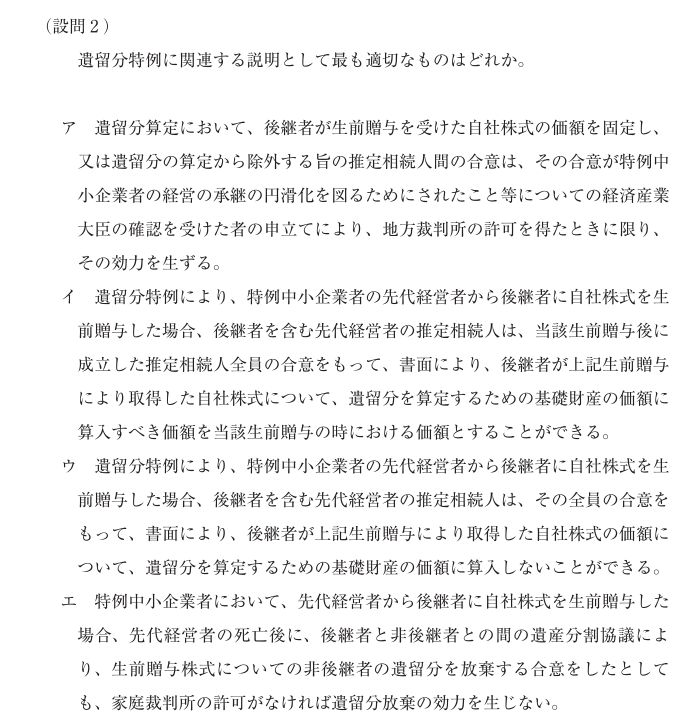 （設問２）
遺留分特例に関連する説明として最も適切なものはどれか。
ア　遺留分算定において、後継者が生前贈与を受けた自社株式の価額を固定し、
又は遺留分の算定から除外する旨の推定相続人間の合意は、その合意が特例中
小企業者の経営の承継の円滑化を図るためにされたこと等についての経済産業
大臣の確認を受けた者の申立てにより、地方裁判所の許可を得たときに限り、
その効力を生ずる。
イ　遺留分特例により、特例中小企業者の先代経営者から後継者に自社株式を生
前贈与した場合、後継者を含む先代経営者の推定相続人は、当該生前贈与後に
成立した推定相続人全員の合意をもって、書面により、後継者が上記生前贈与
により取得した自社株式について、遺留分を算定するための基礎財産の価額に
算入すべき価額を当該生前贈与の時における価額とすることができる。
ウ　遺留分特例により、特例中小企業者の先代経営者から後継者に自社株式を生
前贈与した場合、後継者を含む先代経営者の推定相続人は、その全員の合意を
もって、書面により、後継者が上記生前贈与により取得した自社株式の価額に
ついて、遺留分を算定するための基礎財産の価額に算入しないことができる。
エ　特例中小企業者において、先代経営者から後継者に自社株式を生前贈与した
場合、先代経営者の死亡後に、後継者と非後継者との間の遺産分割協議によ
り、生前贈与株式についての非後継者の遺留分を放棄する合意をしたとして
も、家庭裁判所の許可がなければ遺留分放棄の効力を生じない。